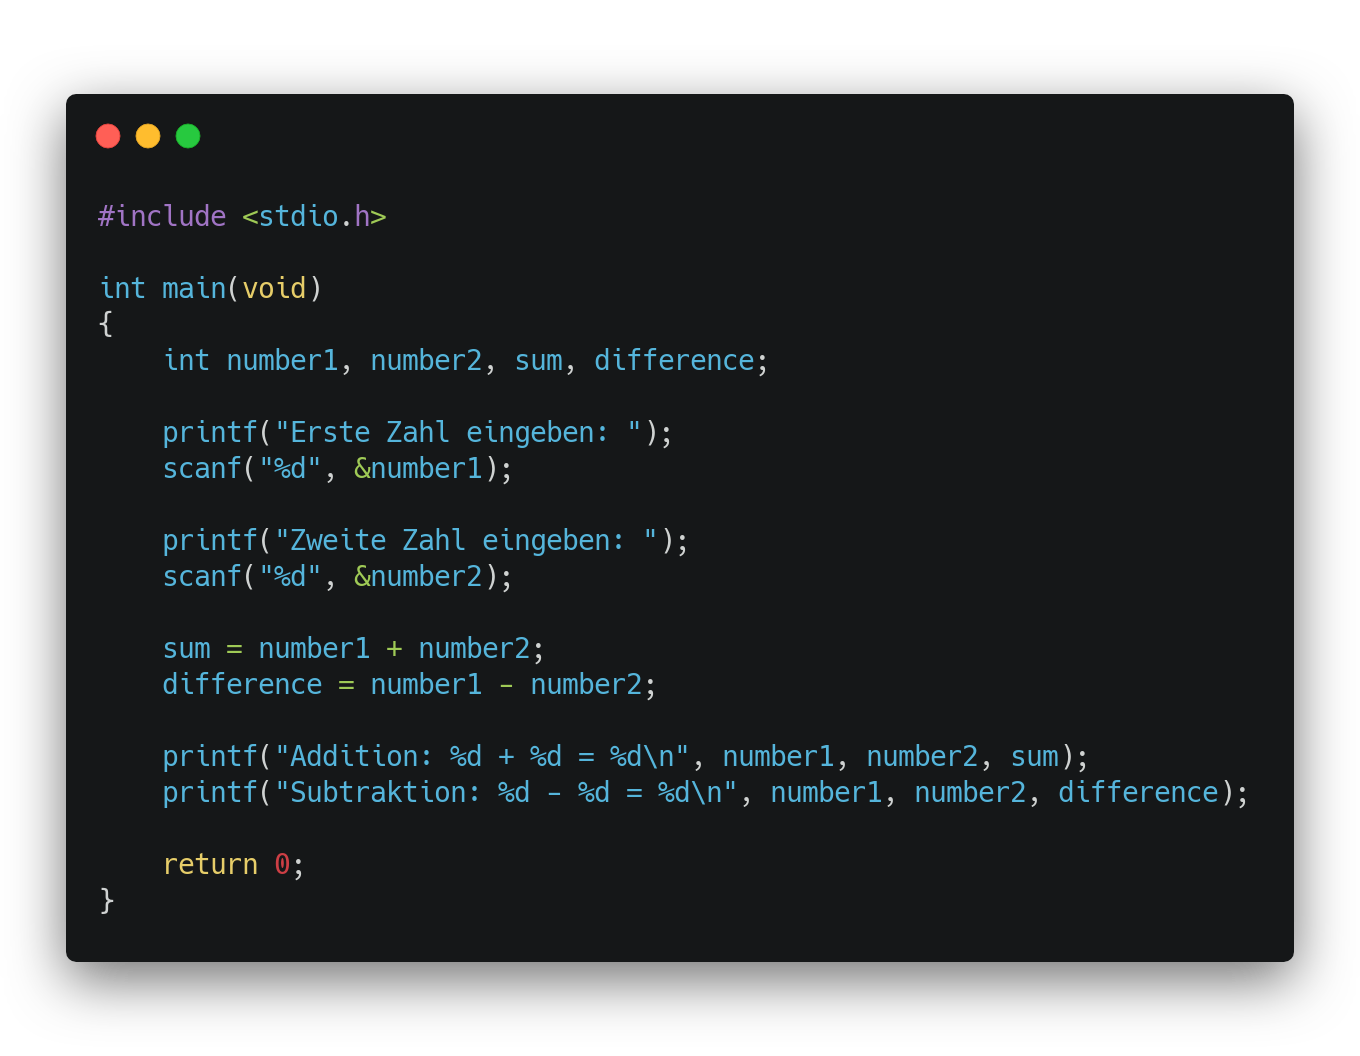 #include <stdio.h>

int main(void)
{
    int number1, number2, sum, difference;

    printf("Erste Zahl eingeben: ");
    scanf("%d", &number1);

    printf("Zweite Zahl eingeben: ");
    scanf("%d", &number2);

    sum = number1 + number2;
    difference = number1 - number2;

    printf("Addition: %d + %d = %d\n", number1, number2, sum);
    printf("Subtraktion: %d - %d = %d\n", number1, number2, difference);

    return 0;
}